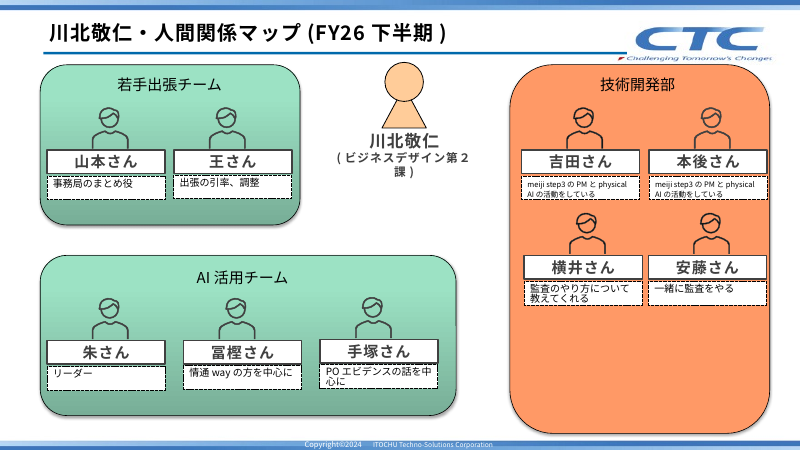 川北敬仁・人間関係マップ (FY26 下半期 )
CTC
Challenging Tomorrow's Changes
若手出張チーム
山本さん
事務局のまとめ役
王さん
出張の引率、調整
川北敬仁
( ビジネスデザイン第 2
課 )
技術開発部
吉田さん
meiji step3 の PM と physical
AI の活動をしている
本後さん
meiji step3 の PM と physical
AI の活動をしている
横井さん
監査のやり方について
教えてくれる
安藤さん
一緒に監査をやる
AI 活用チーム
朱さん
リーダー
冨樫さん
情通 way の方を中心に
手塚さん
PO エビデンスの話を中
心に
Copyright©2024 ITOCHU Techno-Solutions Corporation